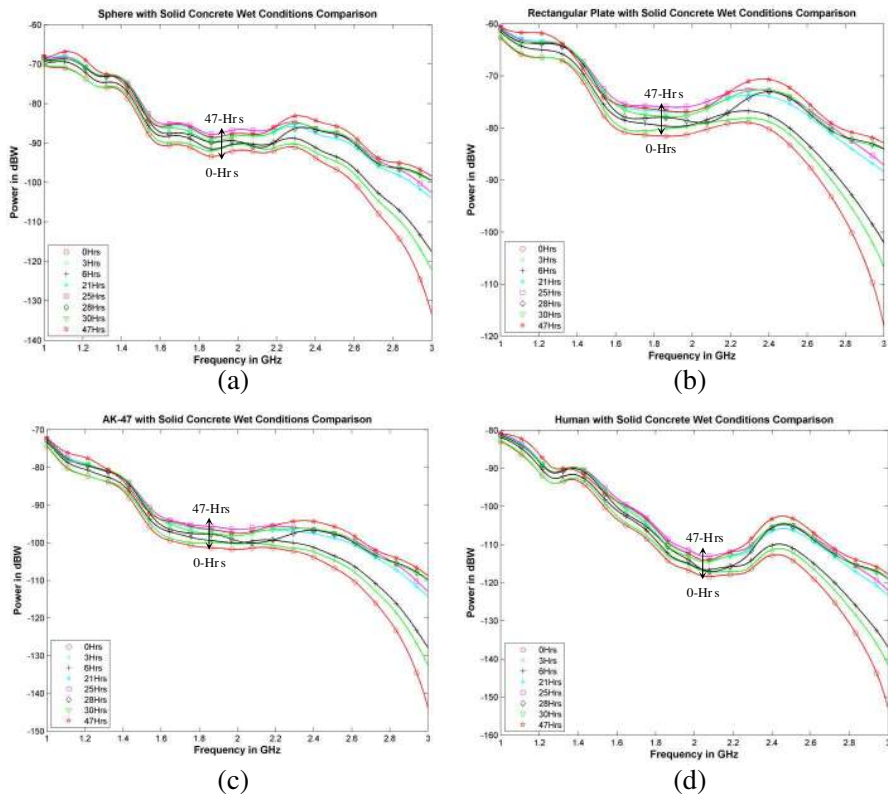 Sphere with Solid Concrete Wet Conditions Comparison
-60
-70
-80
-90
-100
-110
-120
-130
-140
Power in dBW
47-Hrs
0-Hrs
0Hrs
3Hrs
6Hrs
21Hrs
25Hrs
28Hrs
30Hrs
47Hrs
1 1.2 1.4 1.6 1.8 2 2.2 2.4 2.6 2.8 3
Frequency in GHz
(a)
Rectangular Plate with Solid Concrete Wet Conditions Comparison
-60
-70
-80
-90
-100
-110
-120
Power in dBW
47-Hrs
0-Hrs
0Hrs
3Hrs
6Hrs
21Hrs
25Hrs
28Hrs
30Hrs
47Hrs
1 1.2 1.4 1.6 1.8 2 2.2 2.4 2.6 2.8 3
Frequency in GHz
(b)
AK-47 with Solid Concrete Wet Conditions Comparison
-70
-80
-90
-100
-110
-120
-130
-140
-150
Power in dBW
47-Hrs
0-Hrs
0Hrs
3Hrs
6Hrs
21Hrs
25Hrs
28Hrs
30Hrs
47Hrs
1 1.2 1.4 1.6 1.8 2 2.2 2.4 2.6 2.8 3
Frequency in GHz
(c)
Human with Solid Concrete Wet Conditions Comparison
-80
-90
-100
-110
-120
-130
-140
-150
-160
Power in dBW
47-Hrs
0-Hrs
0Hrs
3Hrs
6Hrs
21Hrs
25Hrs
28Hrs
30Hrs
47Hrs
1 1.2 1.4 1.6 1.8 2 2.2 2.4 2.6 2.8 3
Frequency in GHz
(d)